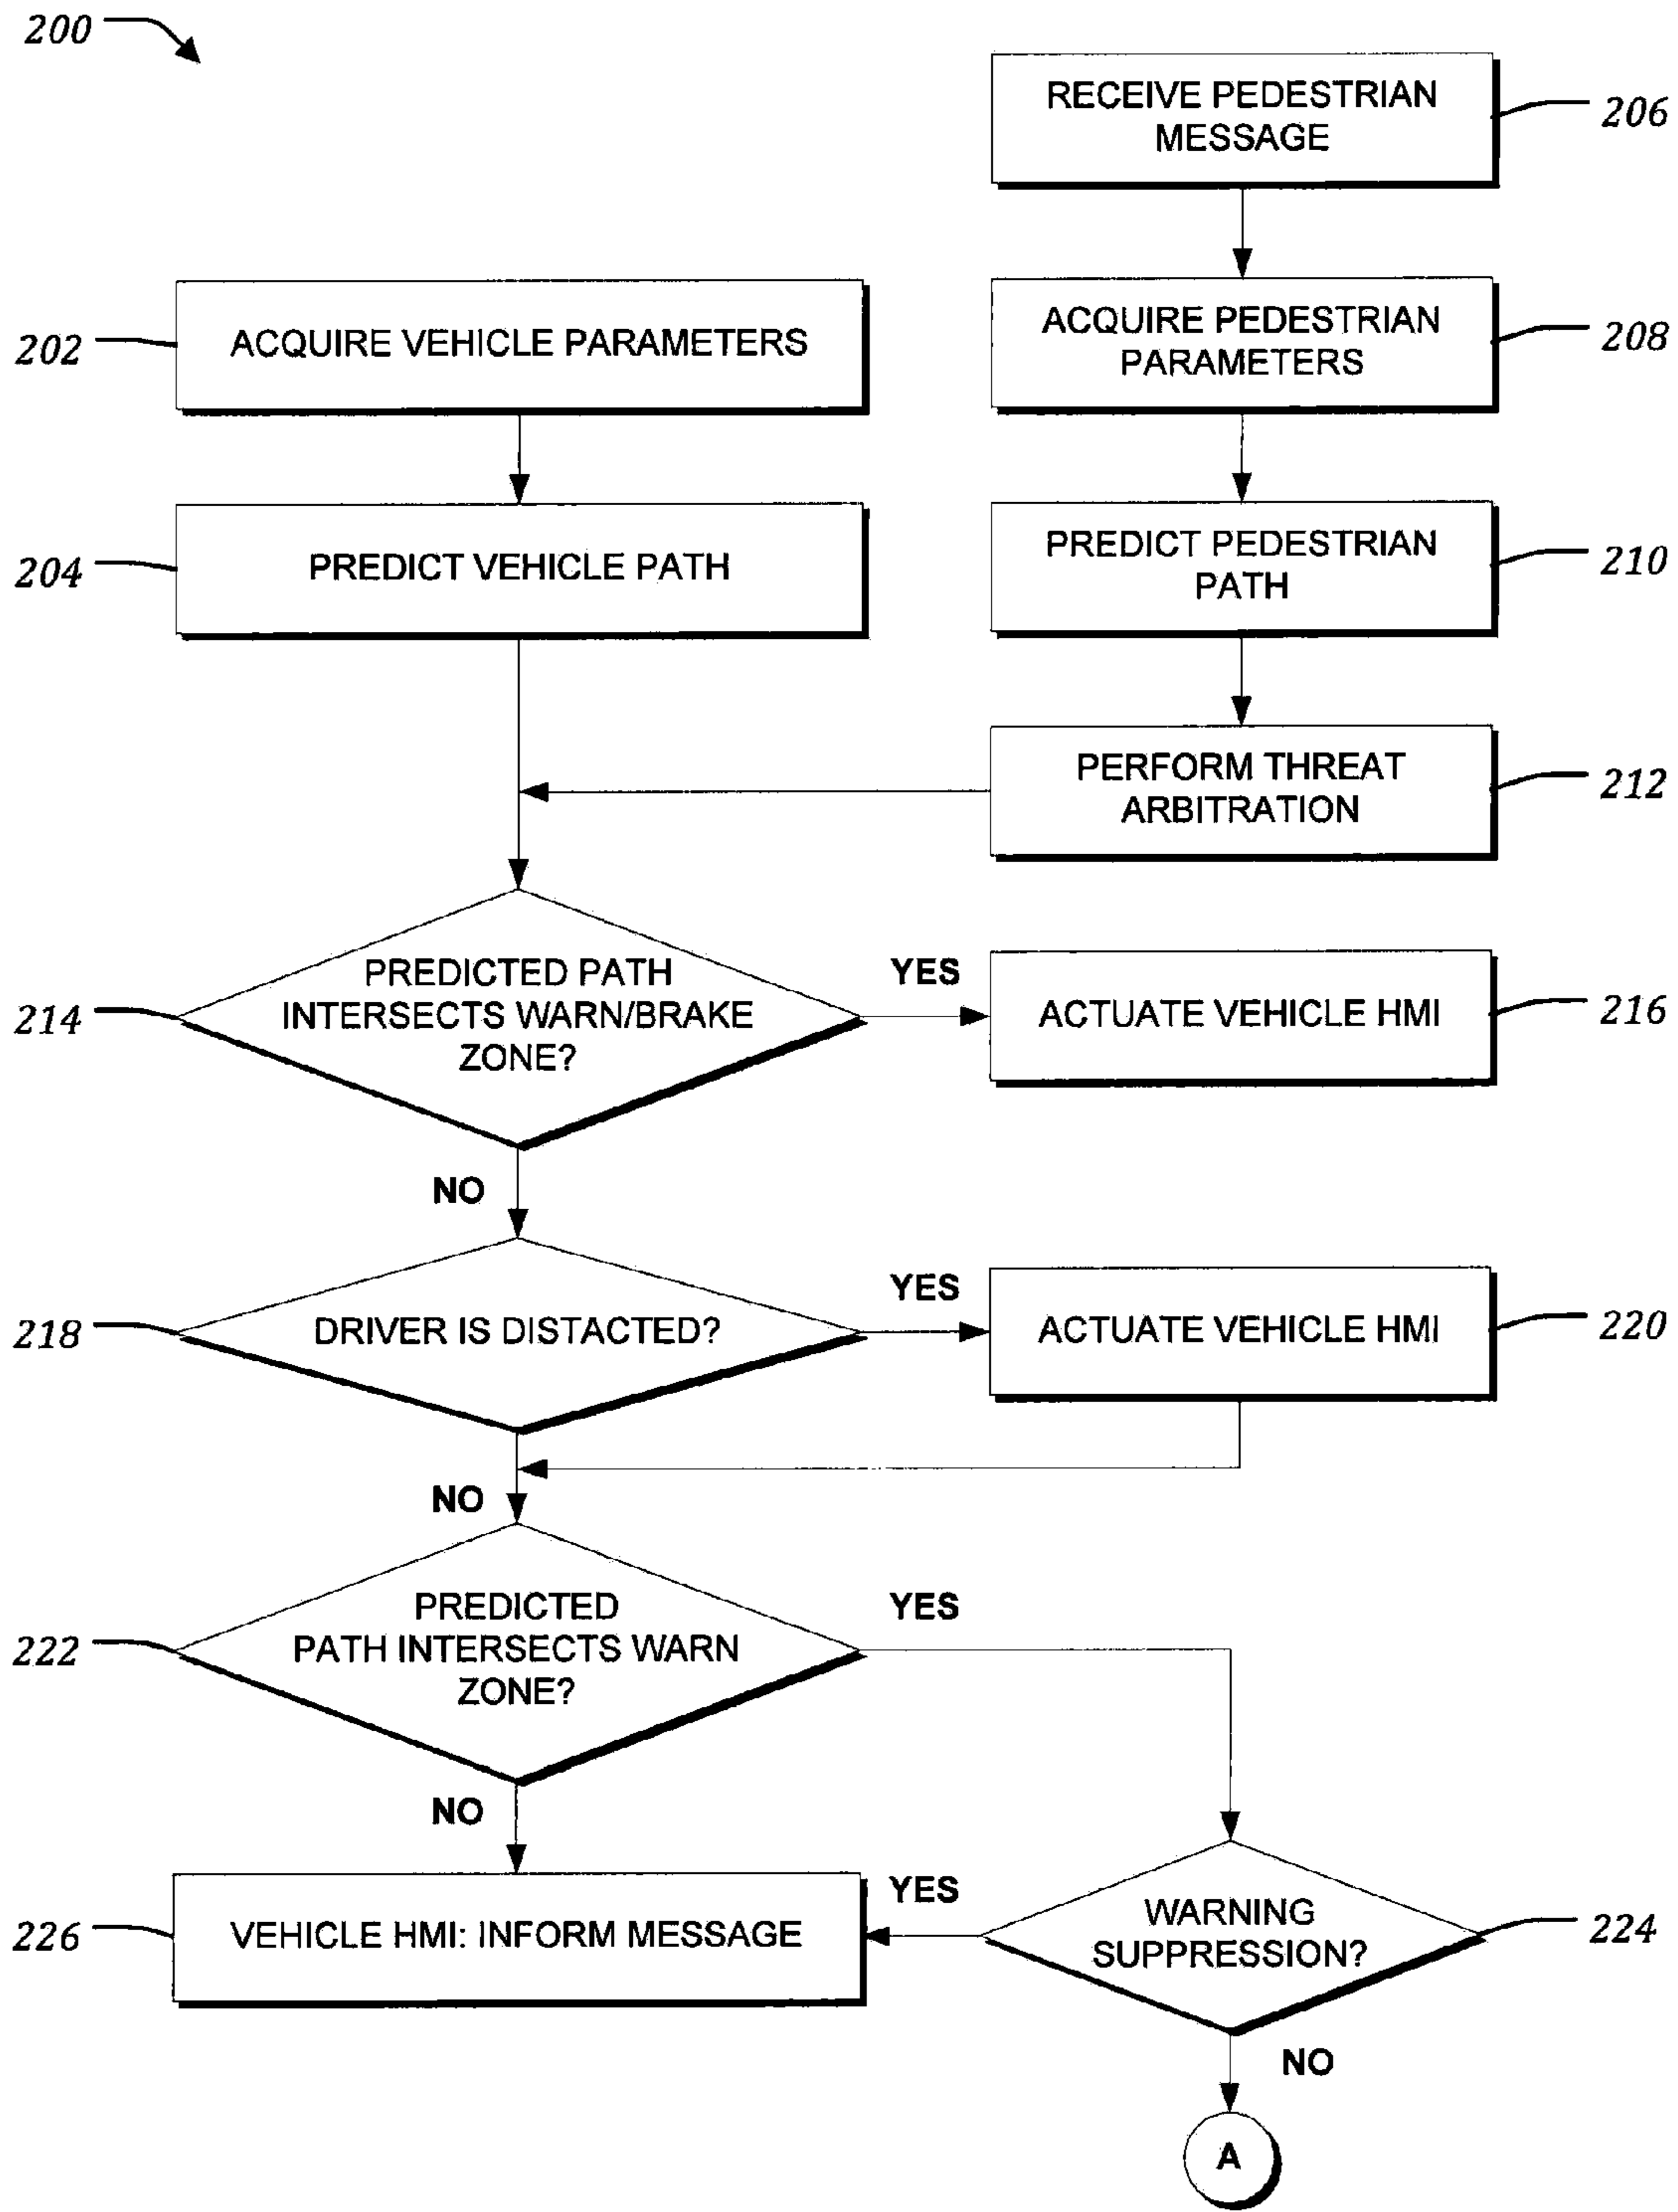 200
RECEIVE PEDESTRIAN
MESSAGE
206
202
ACQUIRE VEHICLE PARAMETERS
ACQUIRE PEDESTRIAN
PARAMETERS
208
204
PREDICT VEHICLE PATH
PREDICT PEDESTRIAN
PATH
210
PERFORM THREAT
ARBITRATION
212
214
PREDICTED PATH
INTERSECTS WARN/BRAKE
ZONE?
YES
ACTUATE VEHICLE HMI
216
NO
218
DRIVER IS DISTACTED?
YES
ACTUATE VEHICLE HMI
220
NO
222
PREDICTED
PATH INTERSECTS WARN
ZONE?
YES
NO
226
VEHICLE HMI: INFORM MESSAGE
YES
WARNING
SUPPRESSION?
224
NO
A